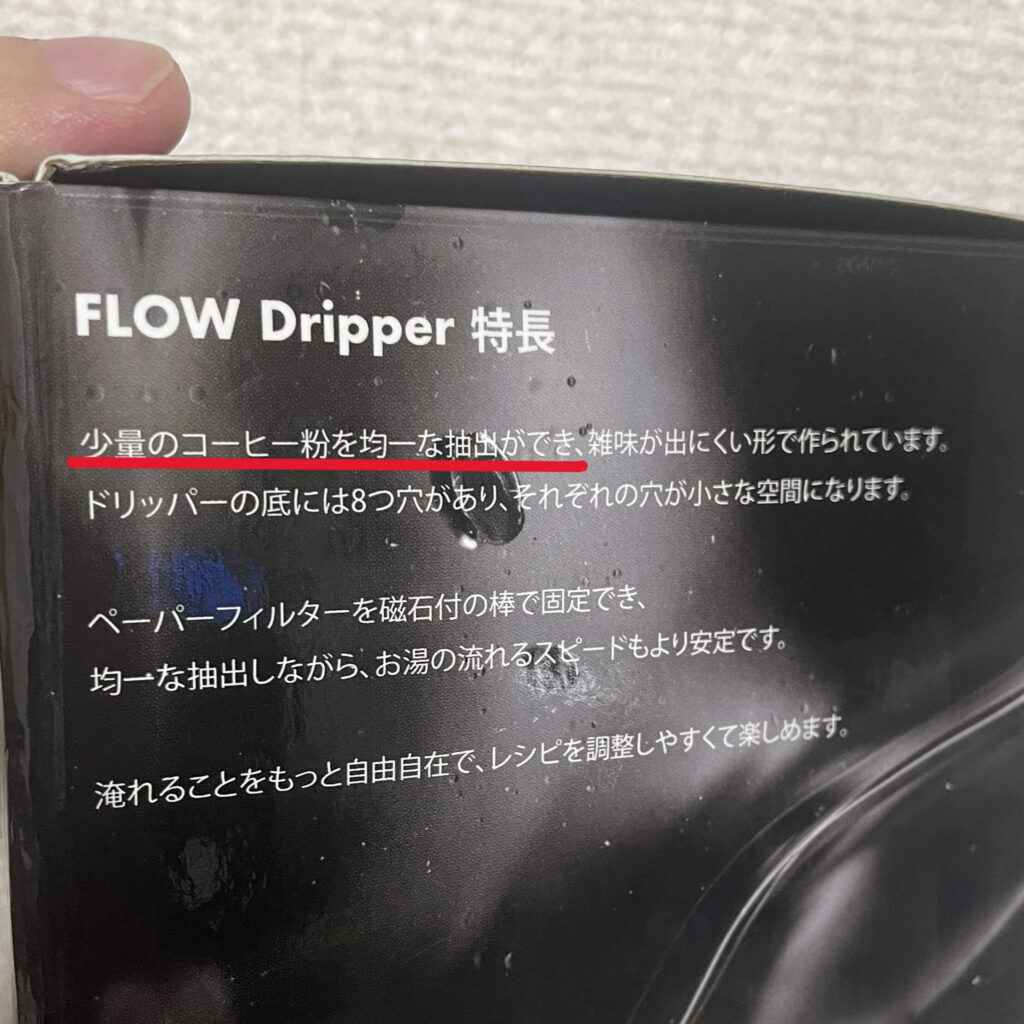 FLOW Dripper 特長
少量のコーヒー粉を均一な抽出ができ、雑味が出にくい形で作られています。
ドリッパーの底には8つ穴があり、それぞれの穴が小さな空間になります。
ペーパーフィルターを磁石付の棒で固定でき、
均一な抽出しながら、お湯の流れるスピードもより安定です。
淹れることをもっと自由自在で、レシピを調整しやすくて楽しめます。